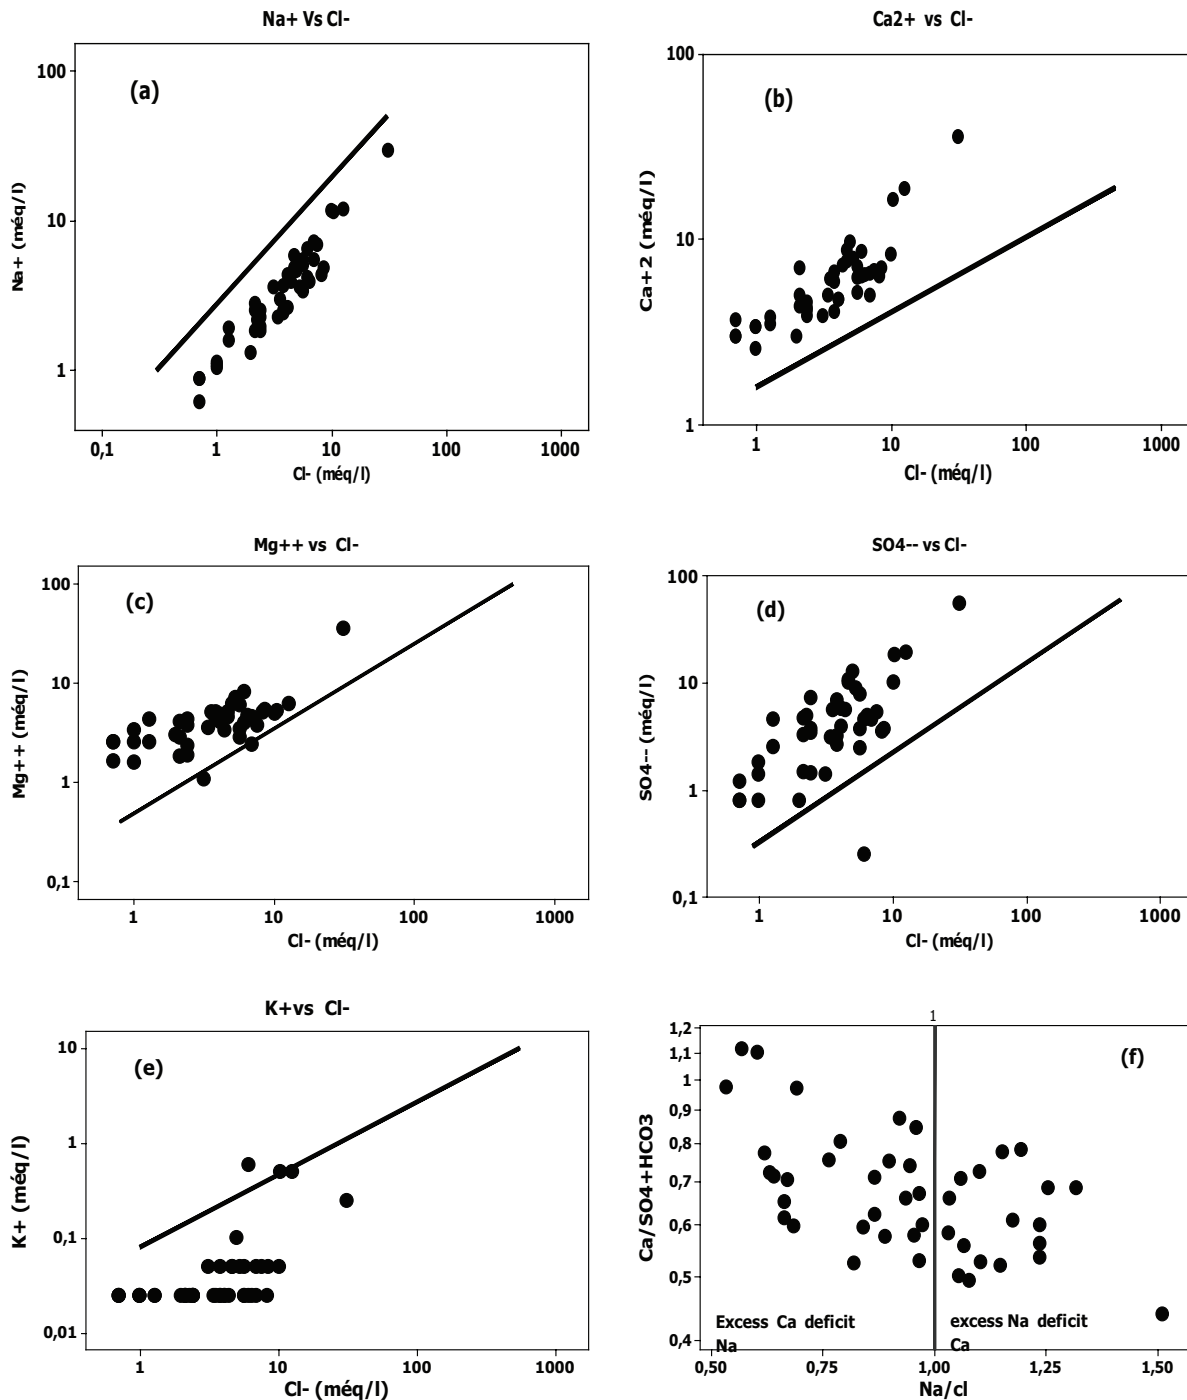 Na+ Vs Cl-
(a)
100
10
1
Na+ (méq/l)
0,1 1 10 100 1000
Cl- (méq/l)
Ca2+ vs Cl-
(b)
100
10
1
Ca+2 (méq/l)
1 10 100 1000
Cl- (méq/l)
Mg++ vs Cl-
(c)
100
10
1
0,1
Mg++ (méq/l)
1 10 100 1000
Cl- (méq/l)
SO4-- vs Cl-
(d)
100
10
1
0,1
SO4-- (méq/l)
1 10 100 1000
Cl- (méq/l)
K+vs Cl-
(e)
10
1
0,1
0,01
K+ (méq/l)
1 10 100 1000
Cl- (méq/l)
1
(f)
1,2
1,1
1
0,9
0,8
0,7
0,6
0,5
0,4
Ca/SO4+HCO3
Excess Ca deficit
Na
excess Na deficit
Ca
0,50 0,75 1,00 1,25 1,50
Na/cl